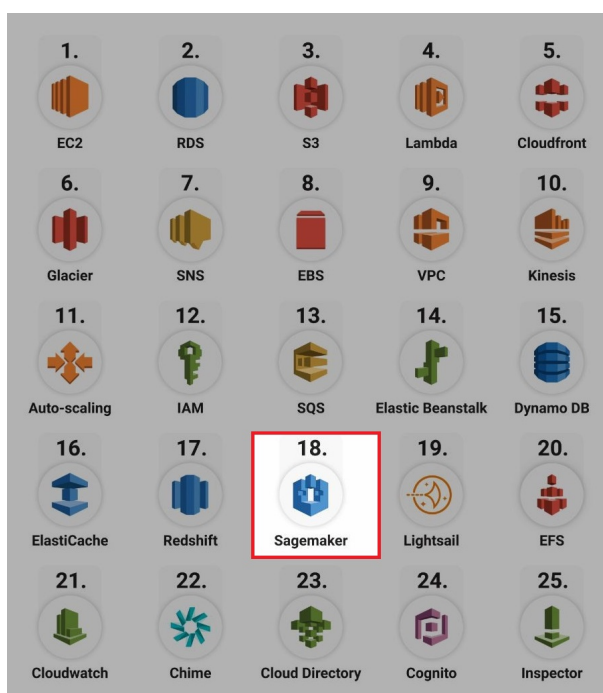 1.
2.
3.
4.
5.
EC2
RDS
S3
Lambda
Cloudfront
6.
7.
8.
9.
10.
Glacier
SNS
EBS
VPC
Kinesis
11.
12.
13.
14.
15.
Auto-scaling
IAM
SQS
Elastic Beanstalk
Dynamo DB
16.
17.
18.
19.
20.
ElastiCache
Redshift
Sagemaker
Lightsail
EFS
21.
22.
23.
24.
25.
Cloudwatch
Chime
Cloud Directory
Cognito
Inspector